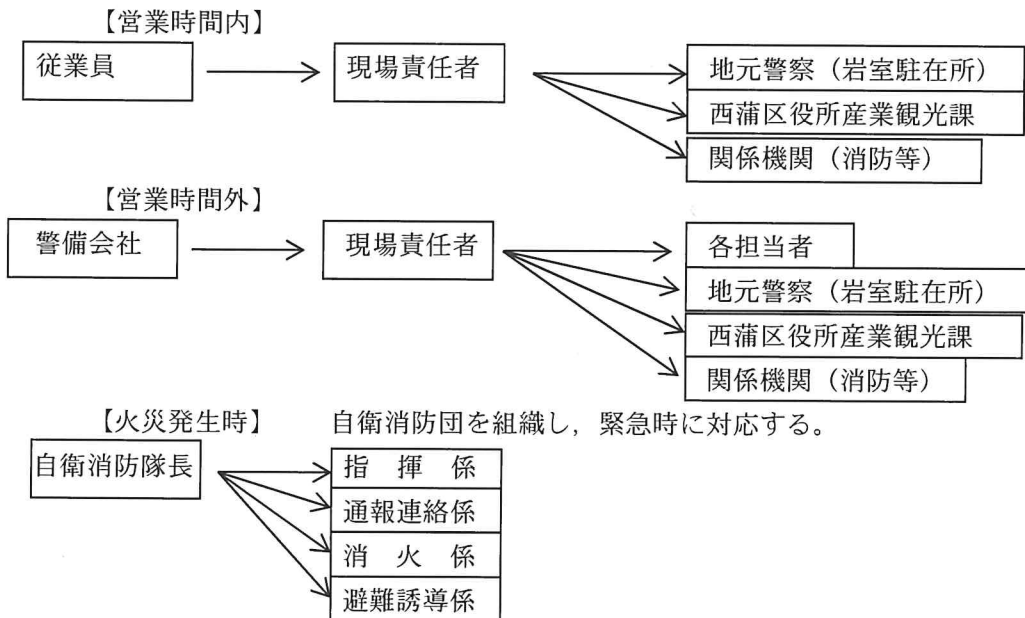 【営業時間内】
従業員
現場責任者
地元警察（岩室駐在所）
西蒲区役所産業観光課
関係機関（消防等）
【営業時間外】
警備会社
現場責任者
各担当者
地元警察（岩室駐在所）
西蒲区役所産業観光課
関係機関（消防等）
【火災発生時】 自衛消防団を組織し，緊急時に対応する。
自衛消防隊長
指　揮　係
通報連絡係
消　火　係
避難誘導係